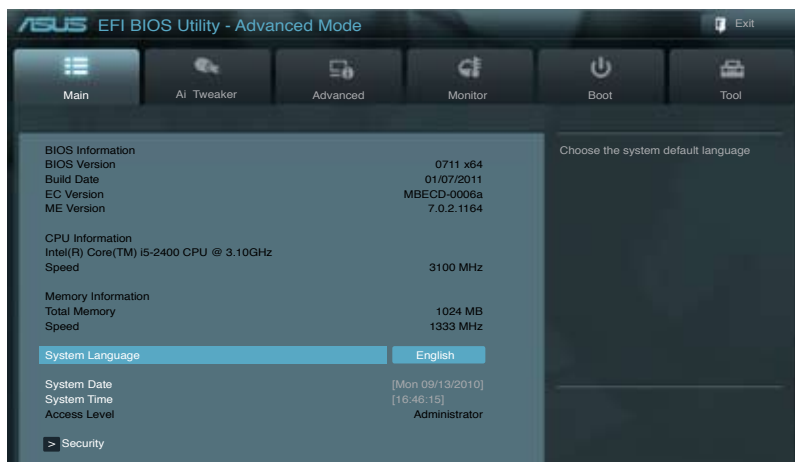 ASUS EFI BIOS Utility - Advanced Mode
Exit
Main
Ai Tweaker
Advanced
Monitor
Boot
Tool
BIOS Information
BIOS Version 0711 x64
Build Date 01/07/2011
EC Version MBECD-0006a
ME Version 7.0.2.1164
CPU Information
Intel(R) Core(TM) i5-2400 CPU @ 3.10GHz
Speed 3100 MHz
Memory Information
Total Memory 1024 MB
Speed 1333 MHz
System Language English
System Date [Mon 09/13/2010]
System Time [16:46:15]
Access Level Administrator
> Security
Choose the system default language